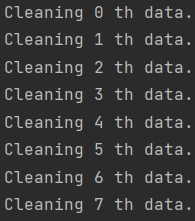 Cleaning 0 th data.
Cleaning 1 th data.
Cleaning 2 th data.
Cleaning 3 th data.
Cleaning 4 th data.
Cleaning 5 th data.
Cleaning 6 th data.
Cleaning 7 th data.